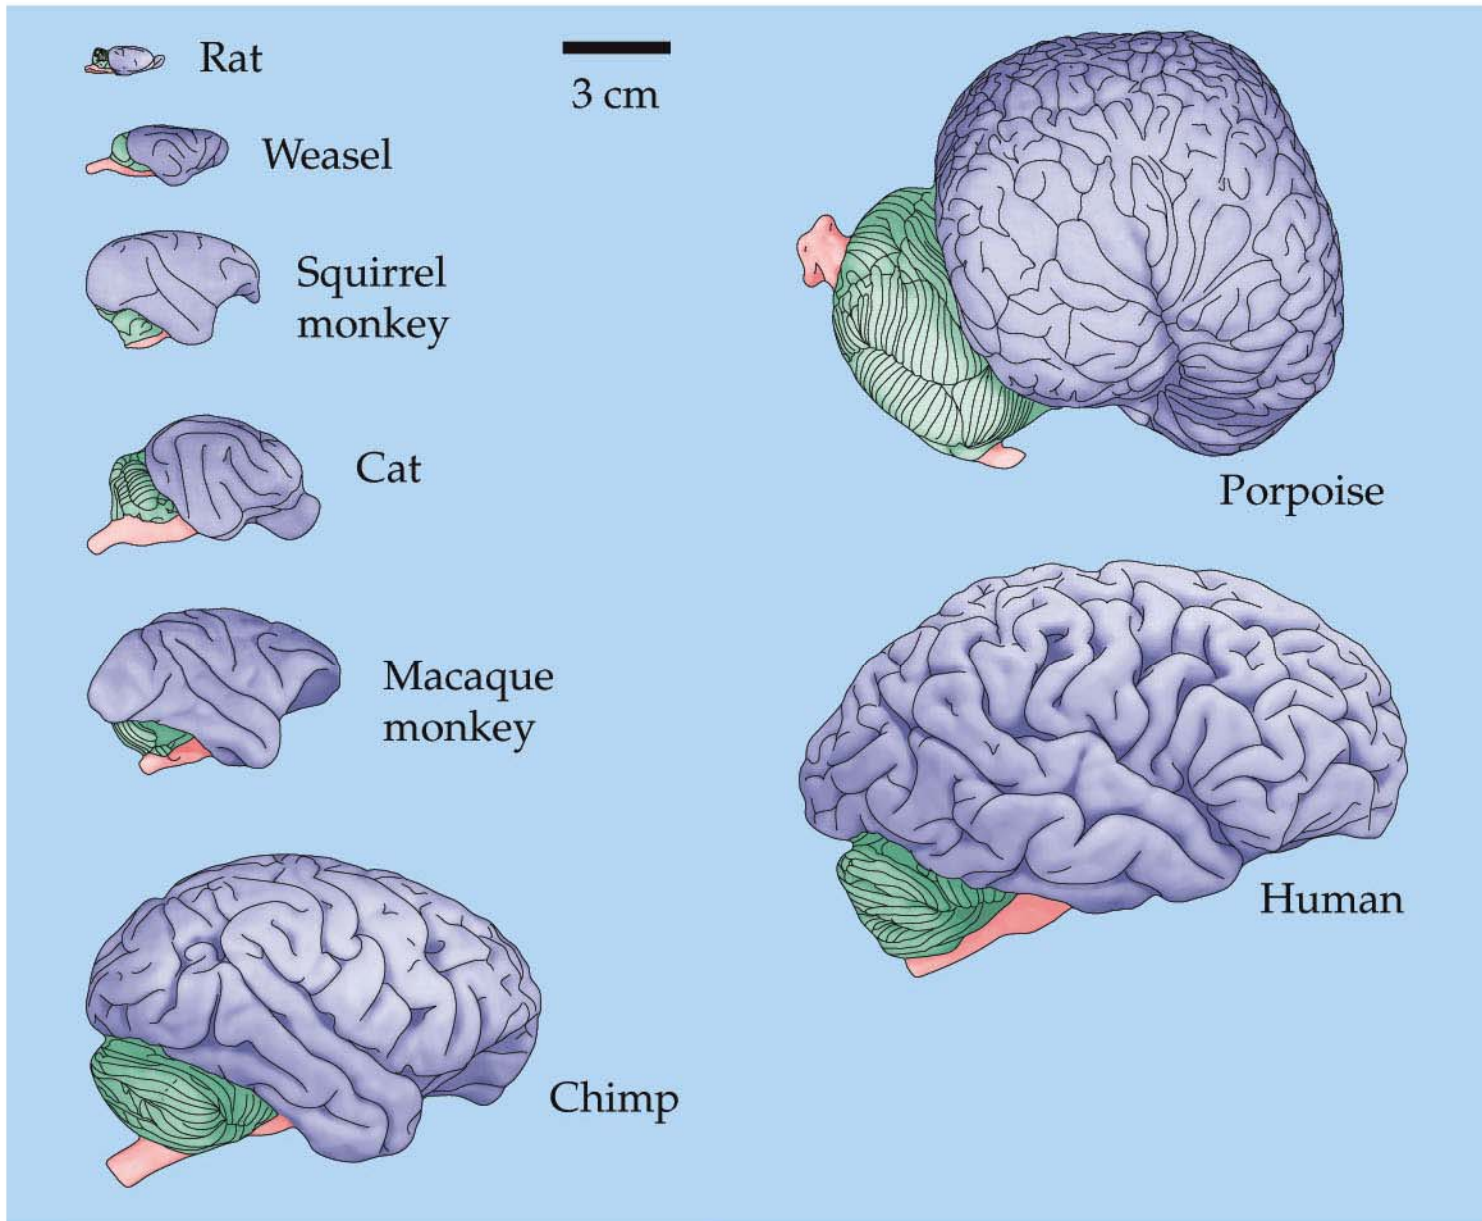 Rat
3 cm
Weasel
Squirrel
monkey
Cat
Porpoise
Macaque
monkey
Human
Chimp